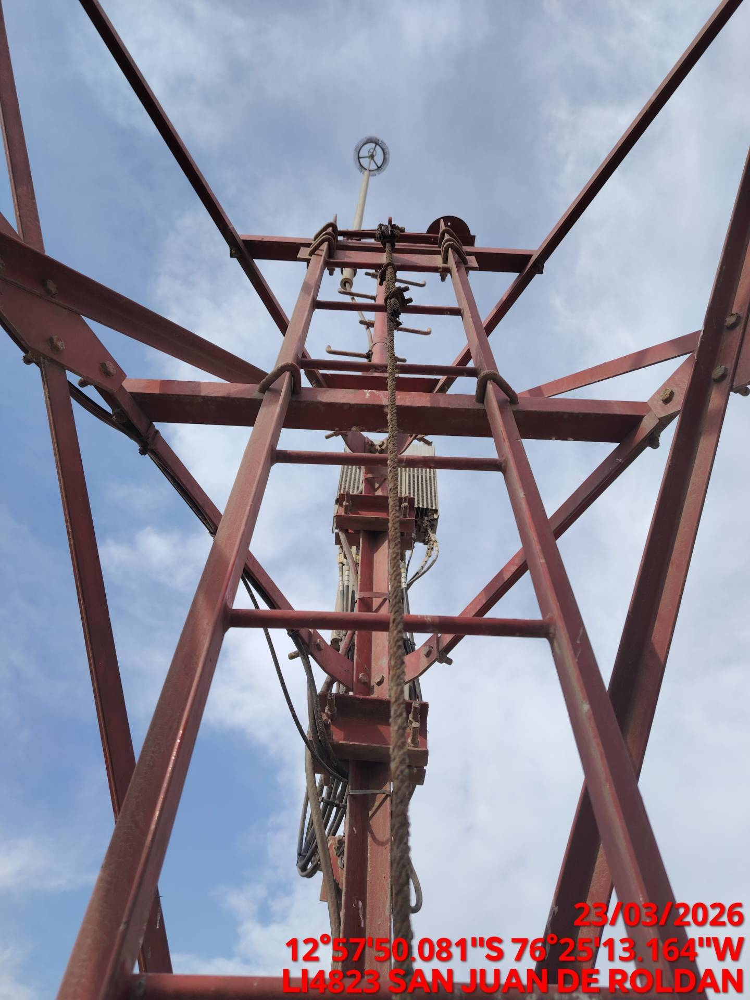 23/03/2026
12°57'50.081"S 76°25'13.164"W
LI4823 SAN JUAN DE ROLDAN